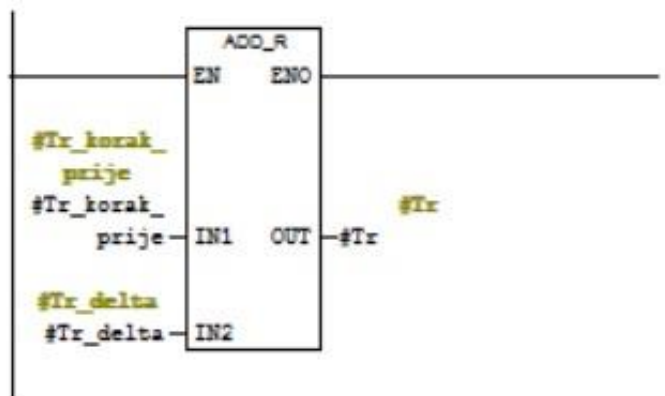 ADD_R
EN ENO
#Tr_korak_
prije
#Tr_korak_
prije IN1 OUT #Tr
#Tr
#Tr_delta
#Tr_delta IN2